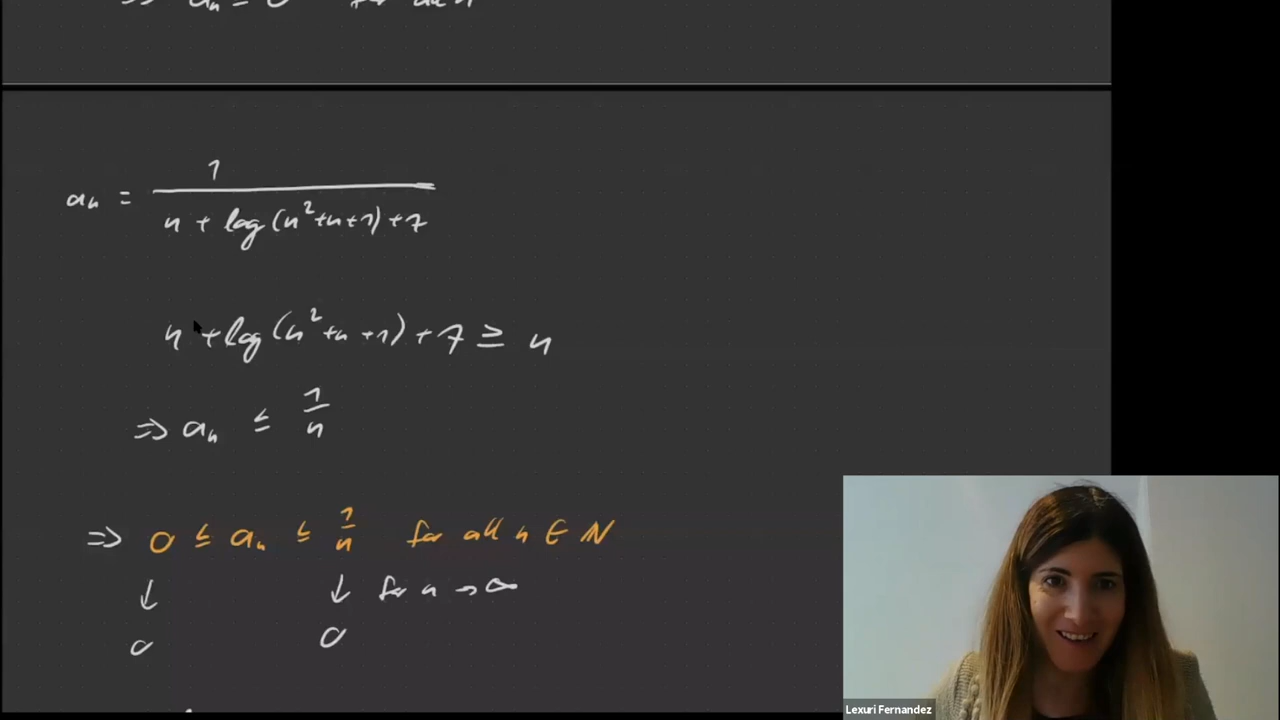 aₙ = 1 / (n + log(n²+n+1)+7)
n + log(n²+n+1) + 7 ≥ n
⇒ aₙ ≤ 1/n
⇒ 0 ≤ aₙ ≤ 1/n for all n ∈ N
↓ ↓ for n → ∞
0 0
Lexuri Fernandez